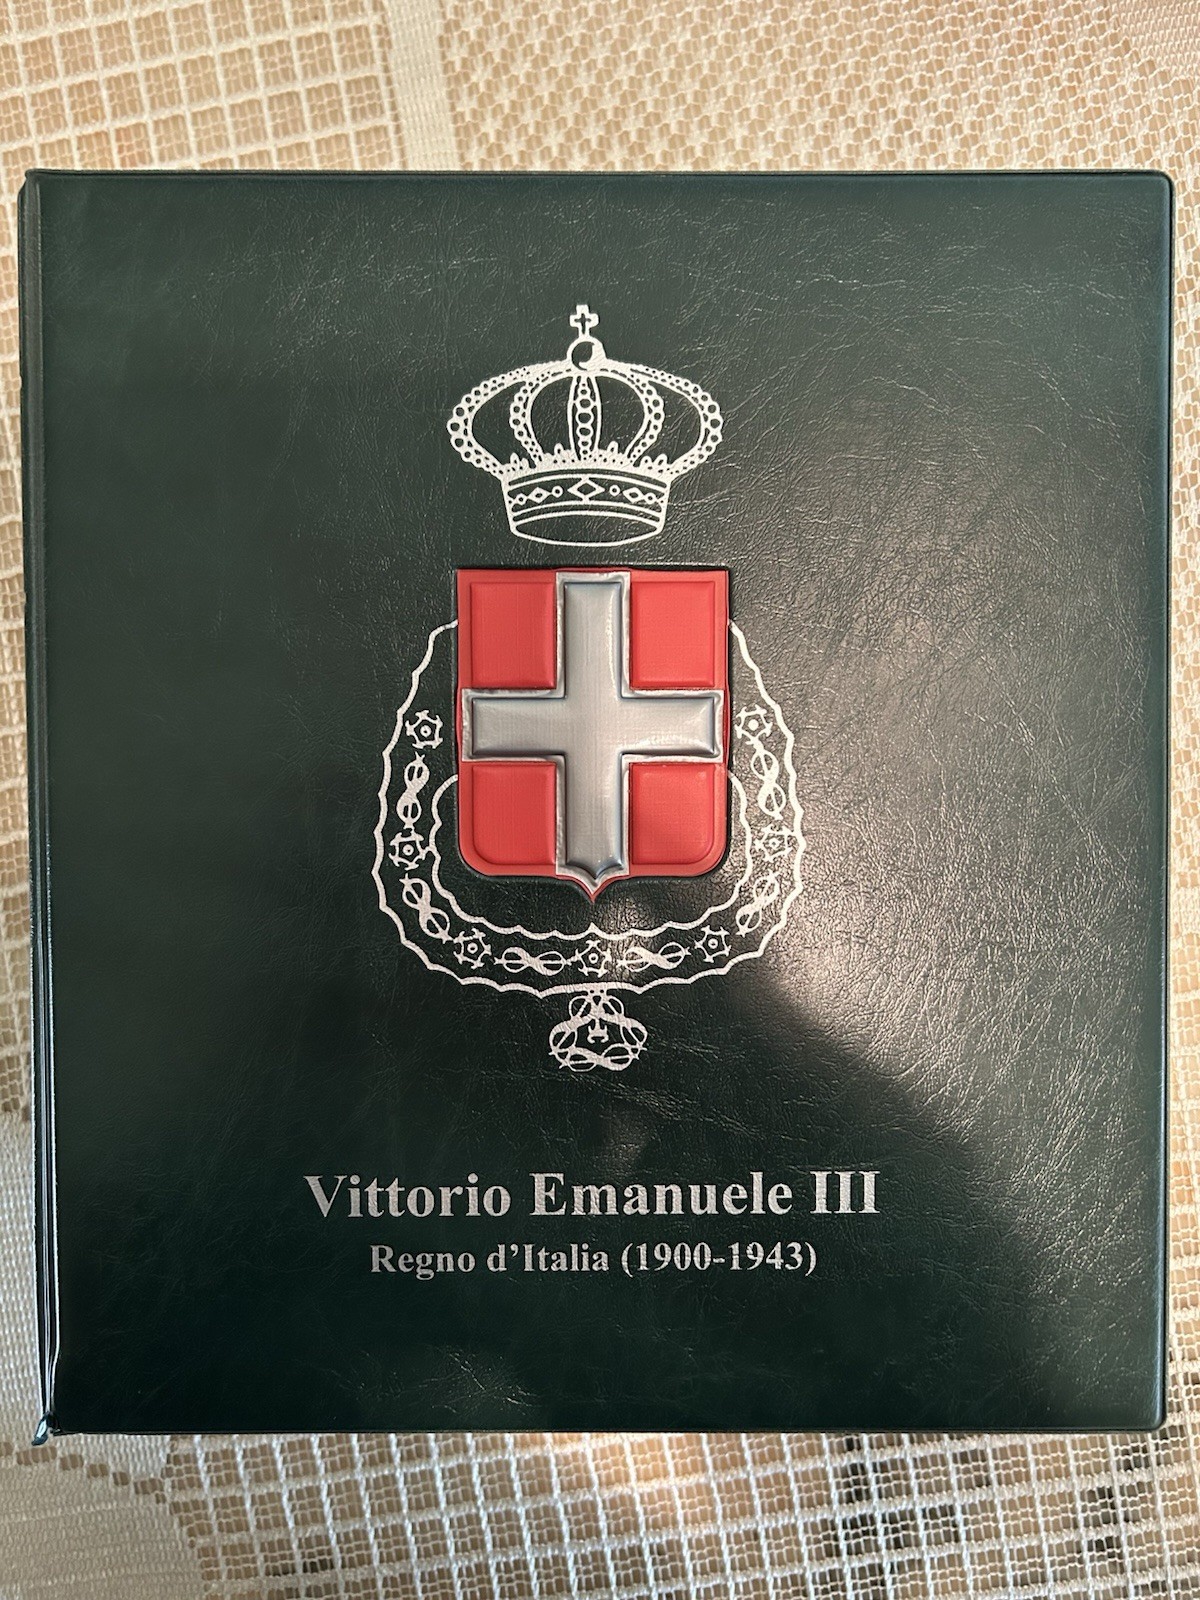 Vittorio Emanuele III
Regno d’Italia (1900-1943)